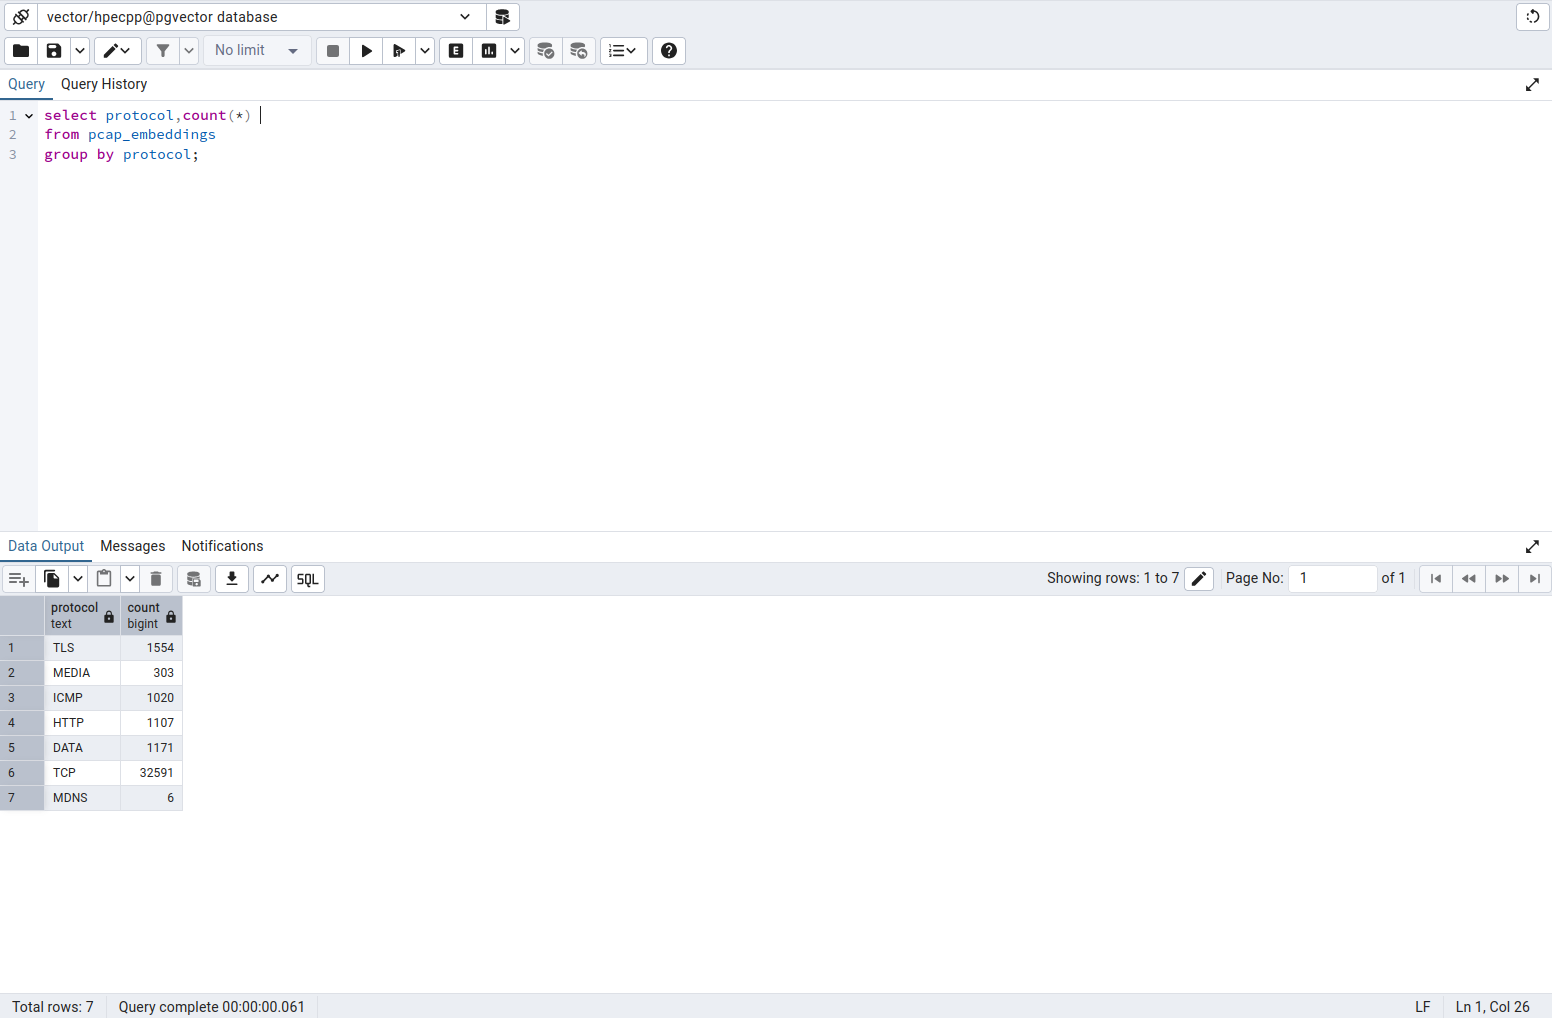 vector/hpecpp@pgvector database
No limit
E
Query Query History
1 select protocol,count(*)
2 from pcap_embeddings
3 group by protocol;
Data Output Messages Notifications
SQL Showing rows: 1 to 7 Page No: 1 of 1
protocol count
text bigint
1 TLS 1554
2 MEDIA 303
3 ICMP 1020
4 HTTP 1107
5 DATA 1171
6 TCP 32591
7 MDNS 6
Total rows: 7 Query complete 00:00:00.061 LF Ln 1, Col 26